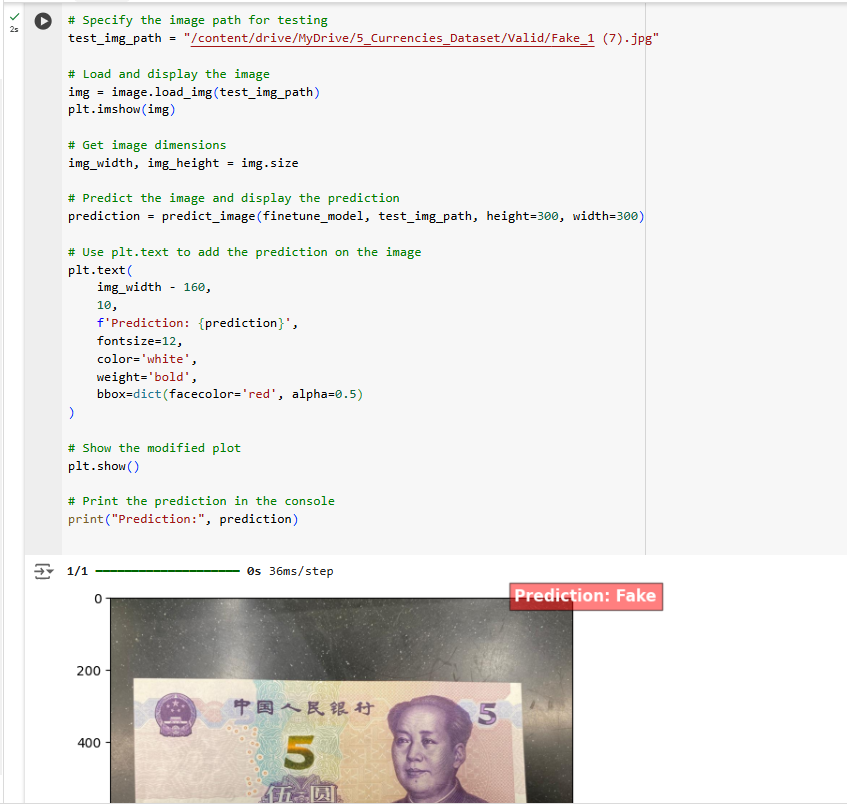 2s
# Specify the image path for testing
test_img_path = "/content/drive/MyDrive/5_Currencies_Dataset/Valid/Fake_1 (7).jpg"
# Load and display the image
img = image.load_img(test_img_path)
plt.imshow(img)
# Get image dimensions
img_width, img_height = img.size
# Predict the image and display the prediction
prediction = predict_image(finetune_model, test_img_path, height=300, width=300)
# Use plt.text to add the prediction on the image
plt.text(
    img_width - 160,
    10,
    f'Prediction: {prediction}',
    fontsize=12,
    color='white',
    weight='bold',
    bbox=dict(facecolor='red', alpha=0.5)
)
# Show the modified plot
plt.show()
# Print the prediction in the console
print("Prediction:", prediction)
1/1 0s 36ms/step
Prediction: Fake
0
200
400
中国人民银行
5
5
伍圆